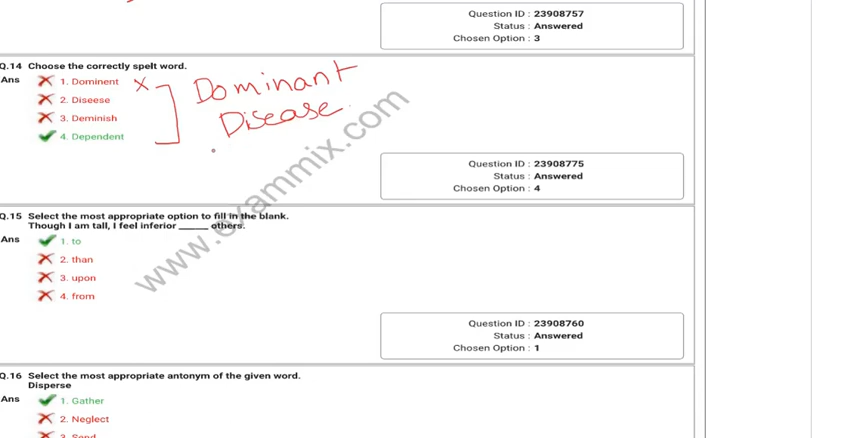 Question ID : 23908757
Status : Answered
Chosen Option : 3
Q.14 Choose the correctly spelt word.
Ans 1. Dominent X
2. Diseese
3. Deminish
4. Dependent
Dominant
Disease
Question ID : 23908775
Status : Answered
Chosen Option : 4
Q.15 Select the most appropriate option to fill in the blank.
Though I am tall, I feel inferior _____ others.
Ans 1. to
2. than
3. upon
4. from
www.exammix.com
Question ID : 23908760
Status : Answered
Chosen Option : 1
Q.16 Select the most appropriate antonym of the given word.
Disperse
Ans 1. Gather
2. Neglect
3. Send